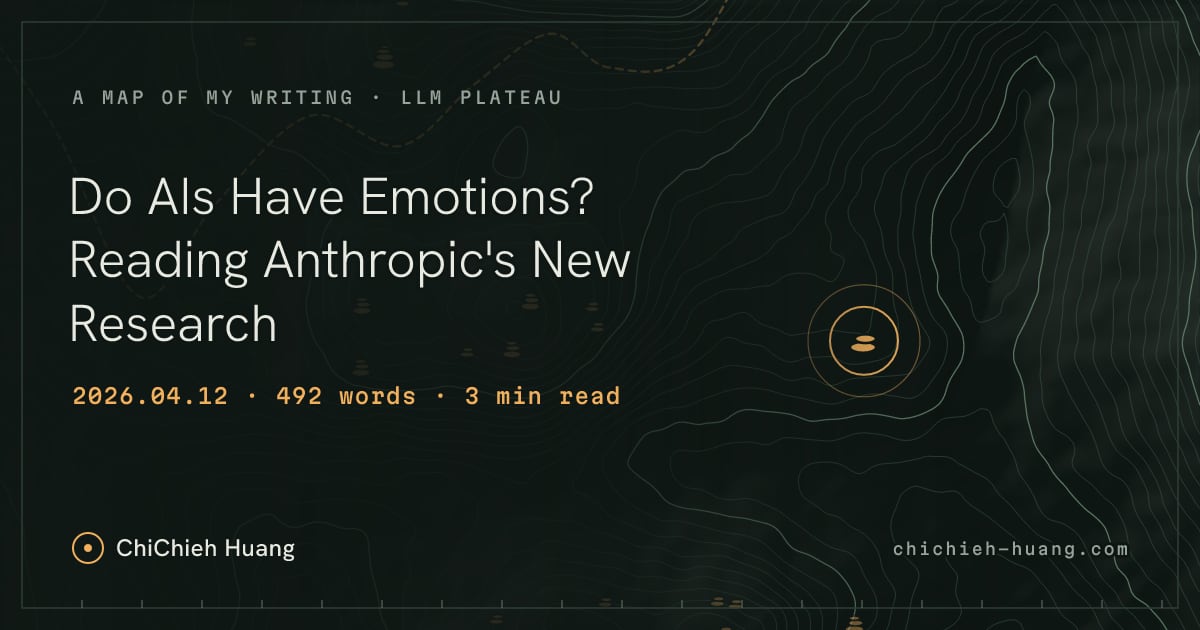 A MAP OF MY WRITING · LLM PLATEAU
Do AIs Have Emotions?
Reading Anthropic's New
Research
2026.04.12 · 492 words · 3 min read
ChiChieh Huang
chichieh-huang.com